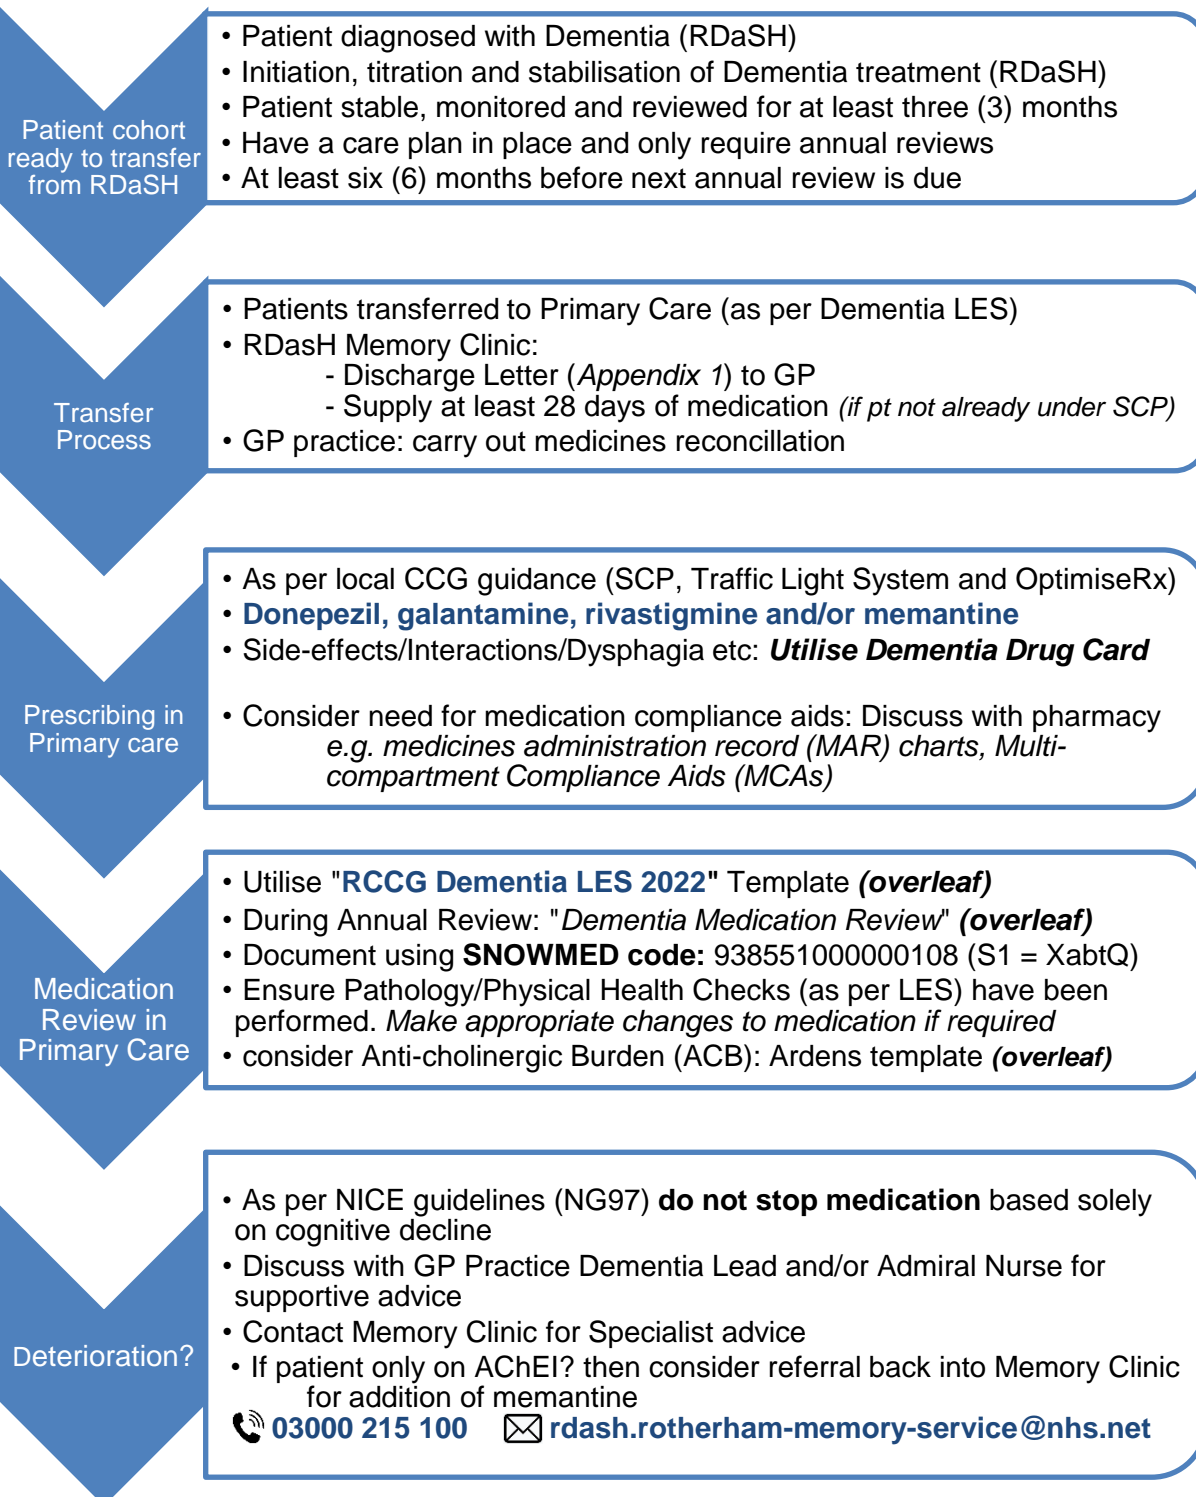 Patient cohort
ready to transfer
from RDaSH
• Patient diagnosed with Dementia (RDaSH)
• Initiation, titration and stabilisation of Dementia treatment (RDaSH)
• Patient stable, monitored and reviewed for at least three (3) months
• Have a care plan in place and only require annual reviews
• At least six (6) months before next annual review is due
Transfer
Process
• Patients transferred to Primary Care (as per Dementia LES)
• RDasH Memory Clinic:
- Discharge Letter (Appendix 1) to GP
- Supply at least 28 days of medication (if pt not already under SCP)
• GP practice: carry out medicines reconcillation
Prescribing in
Primary care
• As per local CCG guidance (SCP, Traffic Light System and OptimiseRx)
• Donepezil, galantamine, rivastigmine and/or memantine
• Side-effects/Interactions/Dysphagia etc: Utilise Dementia Drug Card
• Consider need for medication compliance aids: Discuss with pharmacy
e.g. medicines administration record (MAR) charts, Multi-
compartment Compliance Aids (MCAs)
Medication
Review in
Primary Care
• Utilise "RCCG Dementia LES 2022" Template (overleaf)
• During Annual Review: "Dementia Medication Review" (overleaf)
• Document using SNOWMED code: 938551000000108 (S1 = XabtQ)
• Ensure Pathology/Physical Health Checks (as per LES) have been
performed. Make appropriate changes to medication if required
• consider Anti-cholinergic Burden (ACB): Ardens template (overleaf)
Deterioration?
• As per NICE guidelines (NG97) do not stop medication based solely
on cognitive decline
• Discuss with GP Practice Dementia Lead and/or Admiral Nurse for
supportive advice
• Contact Memory Clinic for Specialist advice
• If patient only on AChEI? then consider referral back into Memory Clinic
for addition of memantine
03000 215 100 rdash.rotherham-memory-service@nhs.net